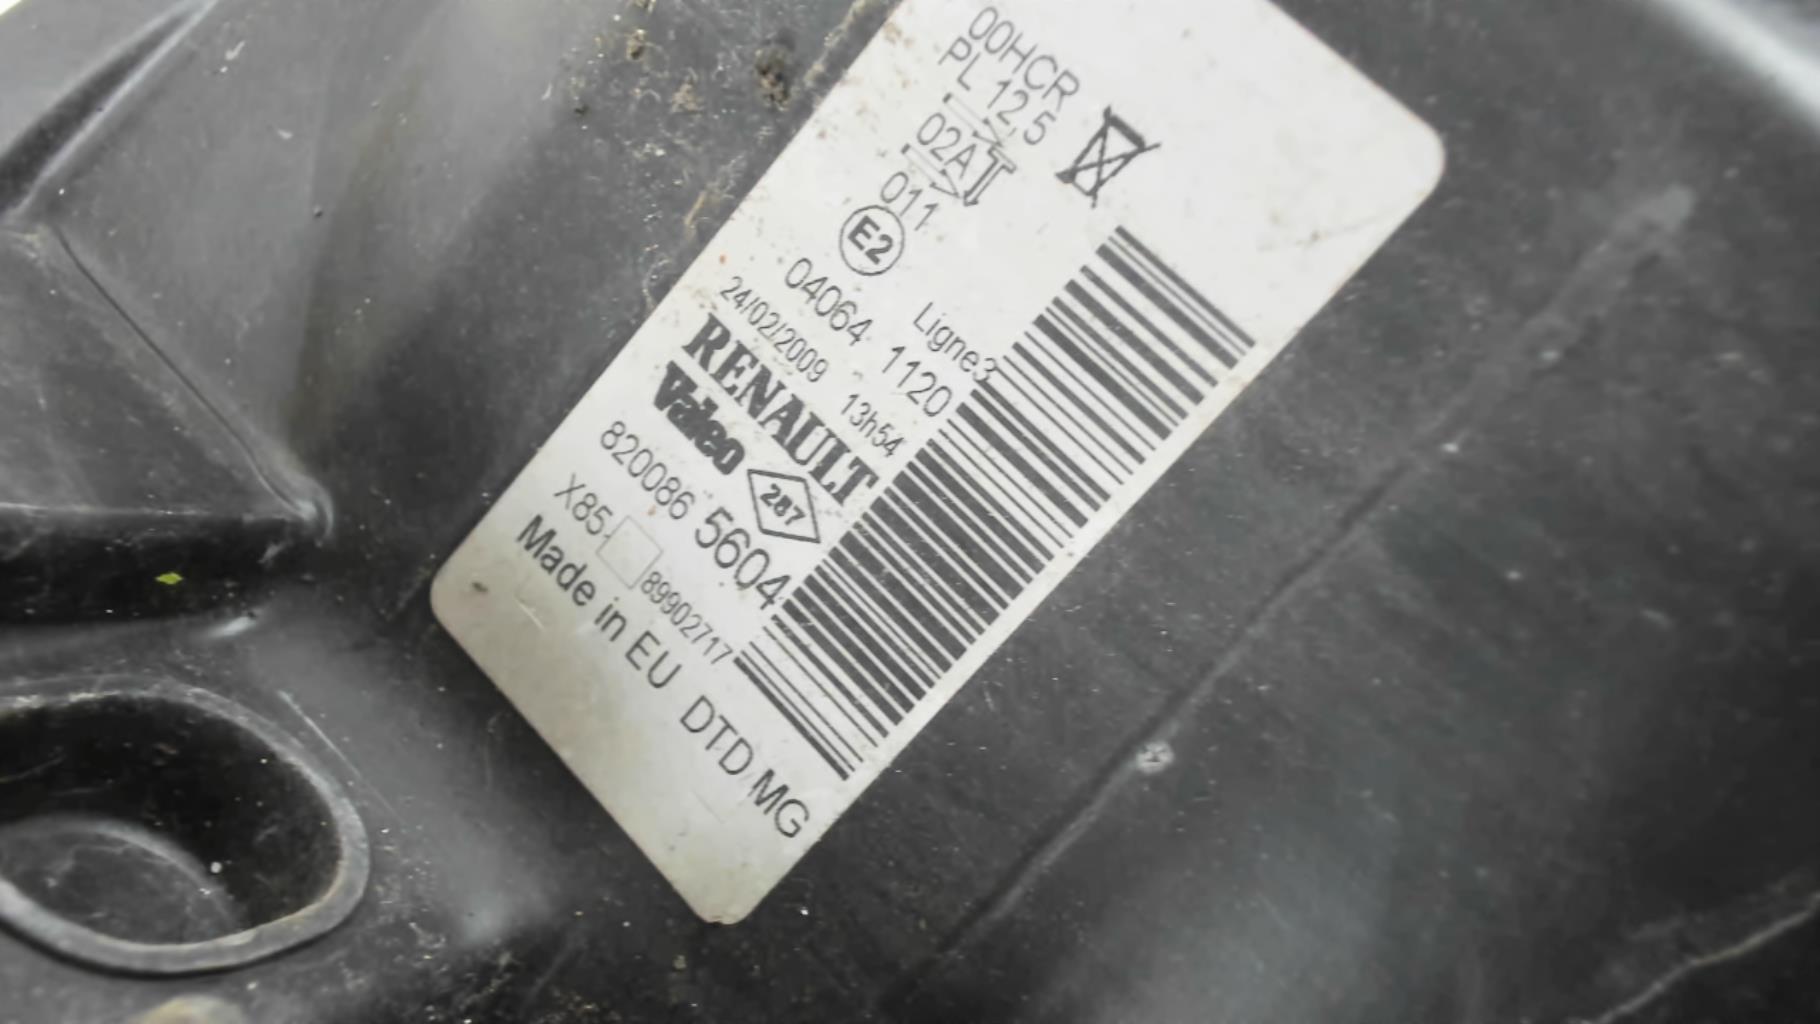 00HCR
PL 12,5
02A
011
E2
Ligne3
04064 1120
24/02/2009 13h54
RENAULT
Valeo 287
820086 5604
X85- 89902717
Made in EU DTD MG